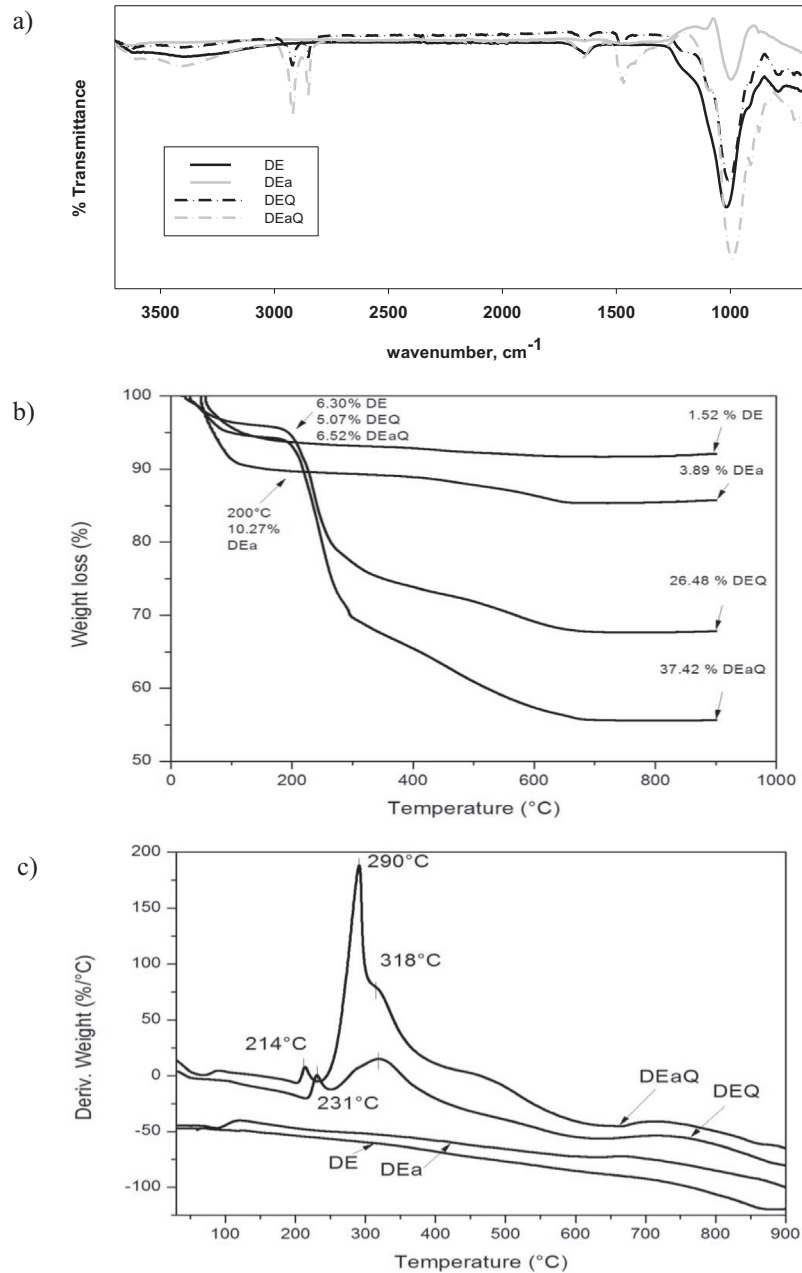 a)
% Transmittance
DE
DEa
DEQ
DEaQ
3500 3000 2500 2000 1500 1000
wavenumber, cm-1
b)
100
90
80
70
60
50
Weight loss (%)
6.30% DE
5.07% DEQ
6.52% DEaQ
200°C
10.27%
DEa
1.52 % DE
3.89 % DEa
26.48 % DEQ
37.42 % DEaQ
0 200 400 600 800 1000
Temperature (°C)
c)
200
150
100
50
0
-50
-100
Deriv. Weight (%/°C)
290°C
318°C
214°C
231°C
DEaQ
DEQ
DE
DEa
100 200 300 400 500 600 700 800 900
Temperature (°C)